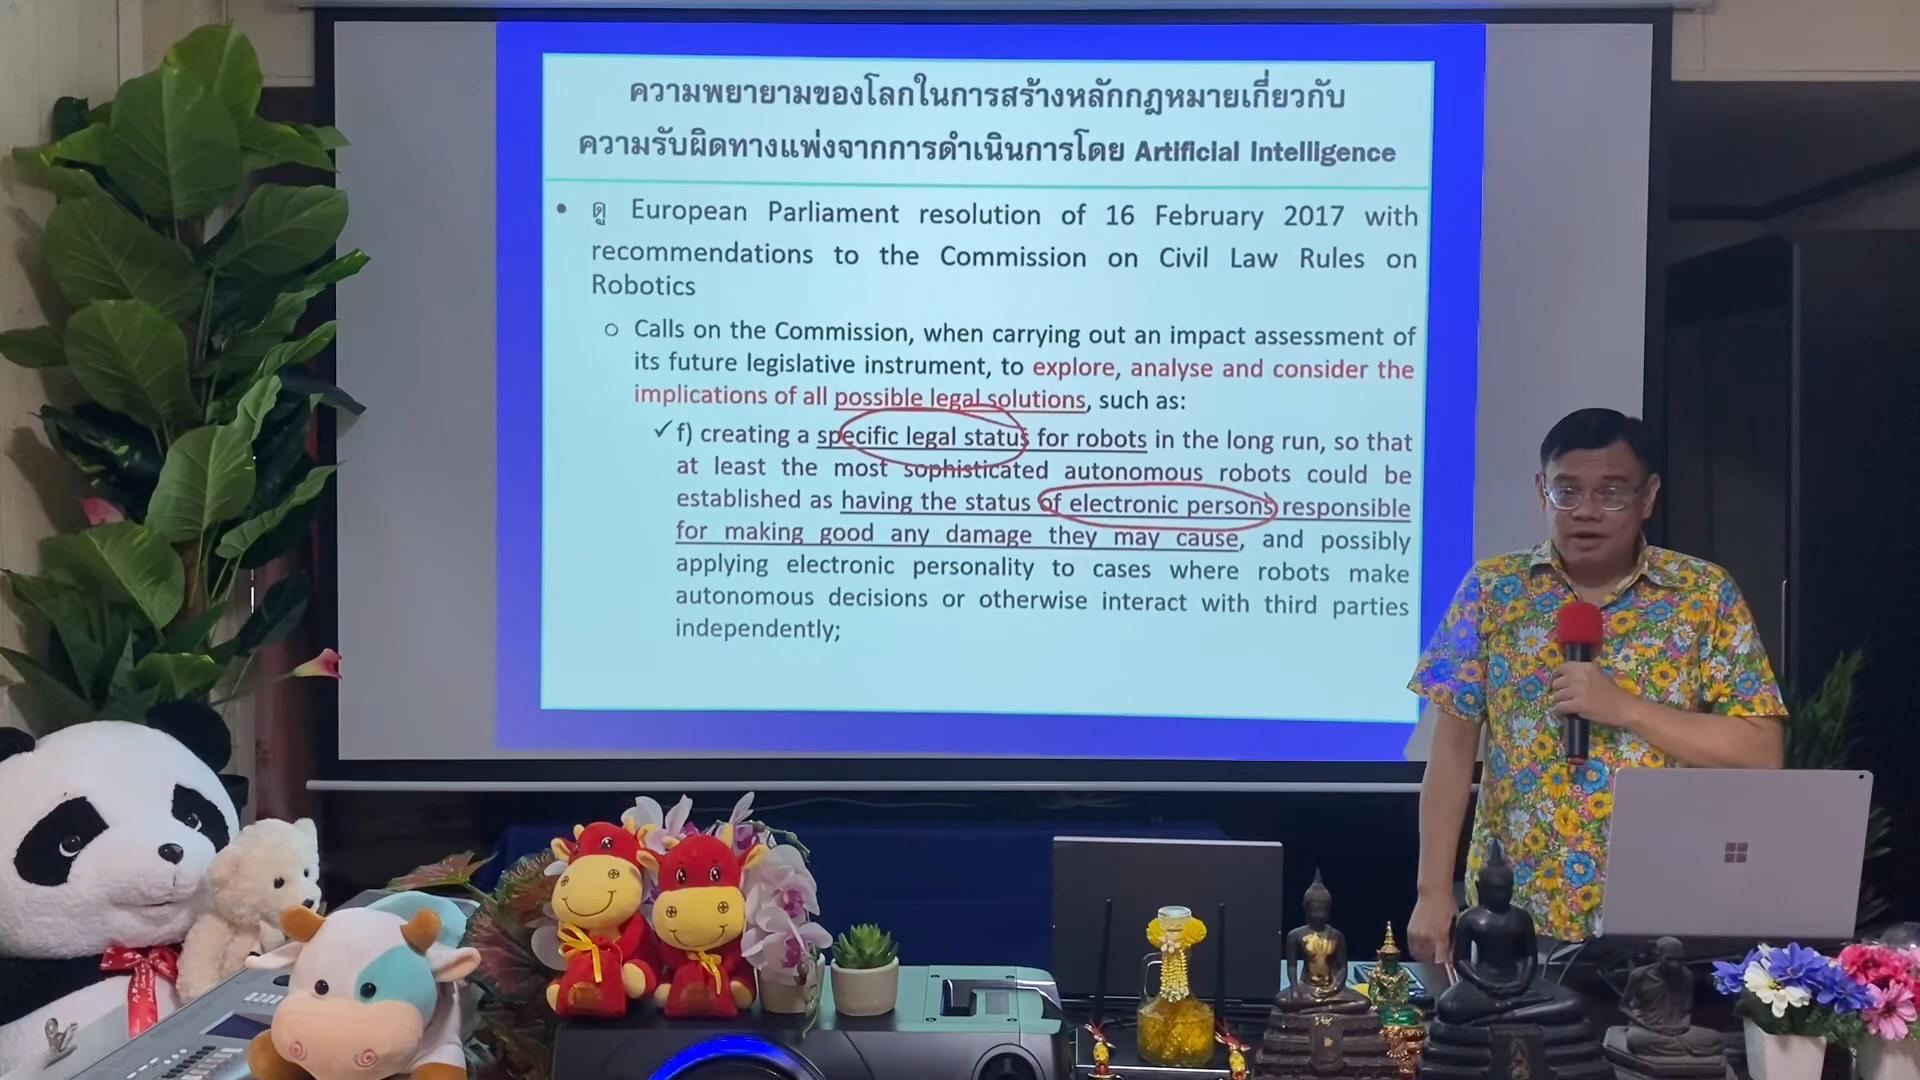 ความพยายามของโลกในการสร้างหลักกฎหมายเกี่ยวกับ
ความรับผิดทางแพ่งจากการดำเนินการโดย Artificial Intelligence
• ดู European Parliament resolution of 16 February 2017 with
recommendations to the Commission on Civil Law Rules on
Robotics
o Calls on the Commission, when carrying out an impact assessment of
its future legislative instrument, to explore, analyse and consider the
implications of all possible legal solutions, such as:
✓ f) creating a specific legal status for robots in the long run, so that
at least the most sophisticated autonomous robots could be
established as having the status of electronic persons responsible
for making good any damage they may cause, and possibly
applying electronic personality to cases where robots make
autonomous decisions or otherwise interact with third parties
independently;